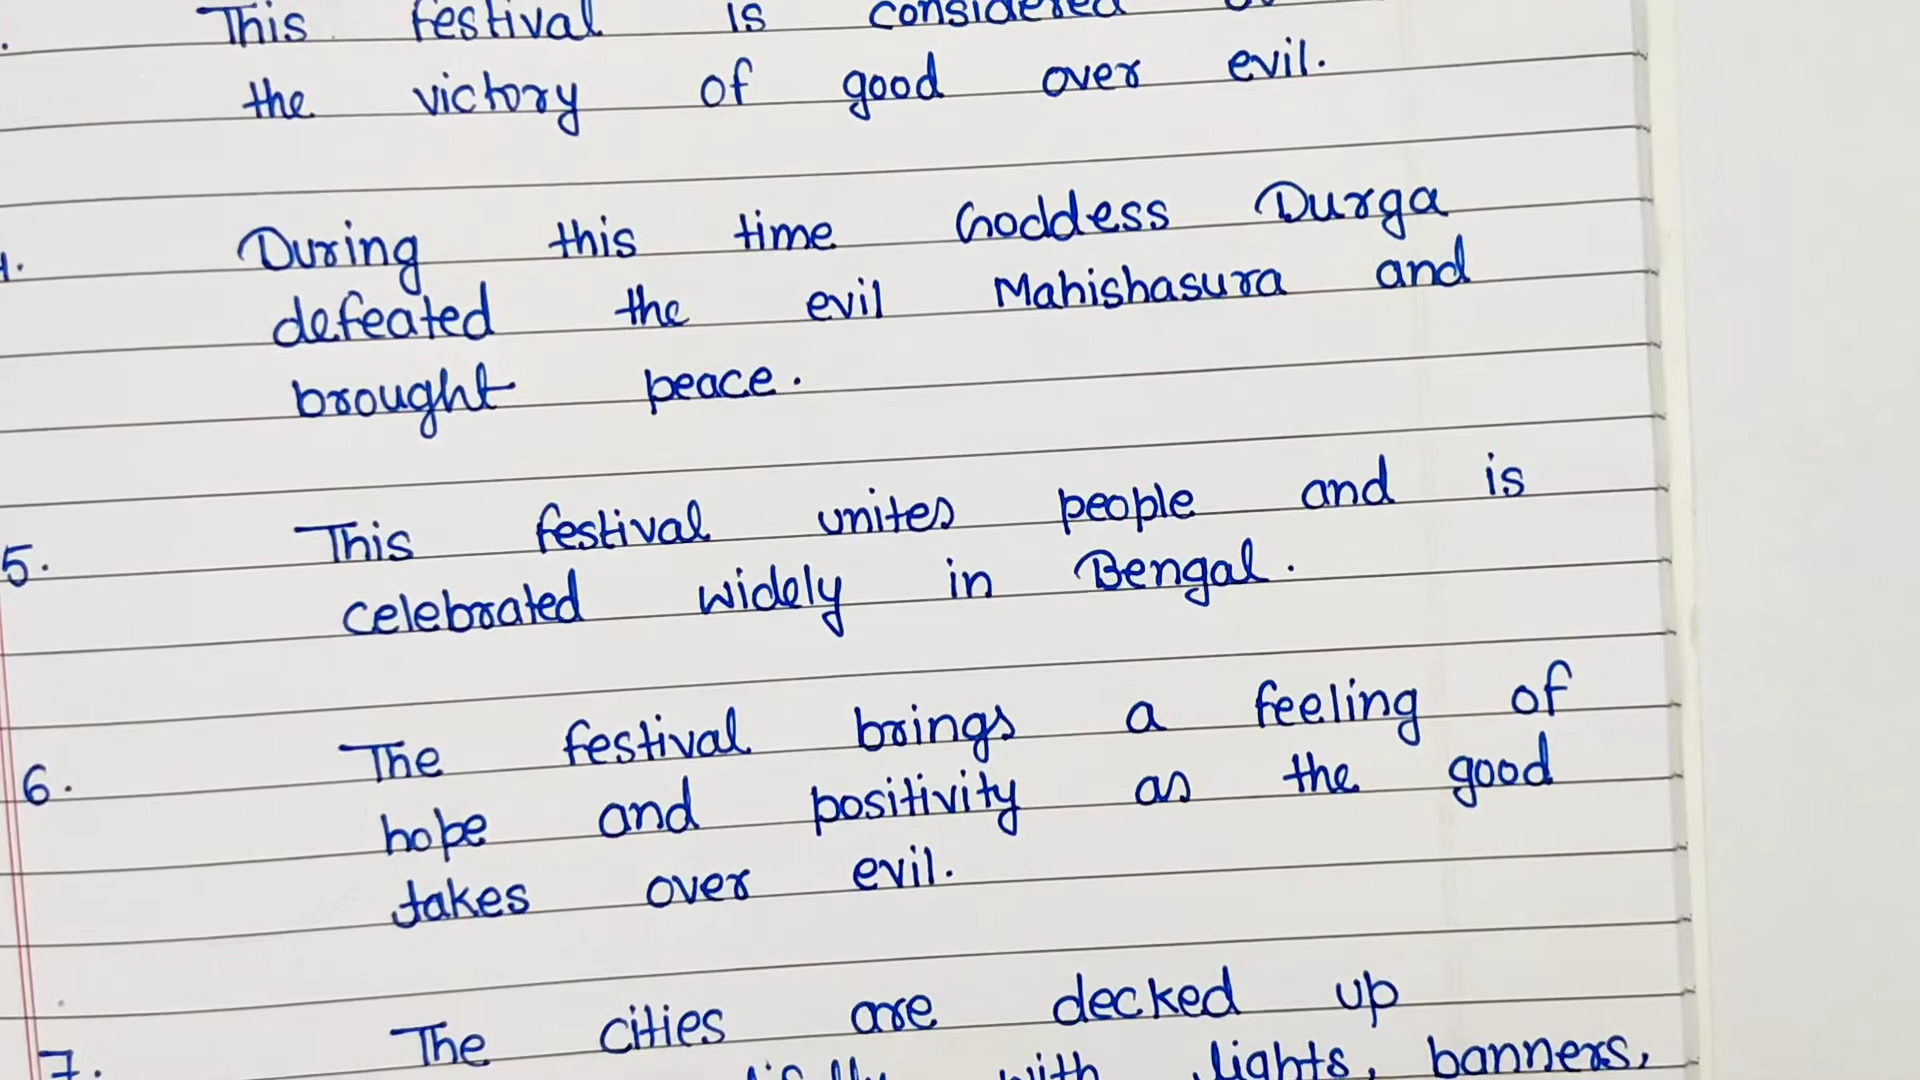 This festival is considered
the victory of good over evil.
During this time Goddess Durga
defeated the evil Mahishasura and
brought peace.
5. This festival unites people and is
celebrated widely in Bengal.
6. The festival brings a feeling of
hope and positivity as the good
takes over evil.
7. The cities are decked up
with lights, banners,